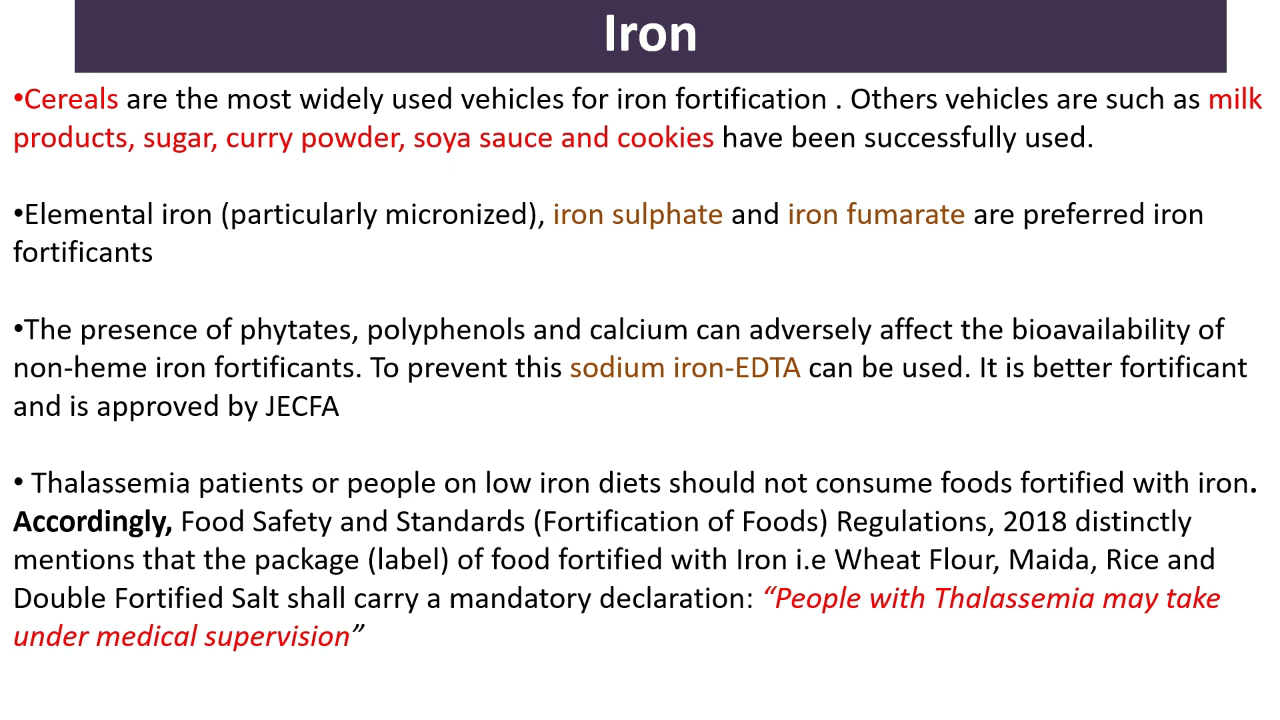 Iron
•Cereals are the most widely used vehicles for iron fortification . Others vehicles are such as milk
products, sugar, curry powder, soya sauce and cookies have been successfully used.
•Elemental iron (particularly micronized), iron sulphate and iron fumarate are preferred iron
fortificants
•The presence of phytates, polyphenols and calcium can adversely affect the bioavailability of
non-heme iron fortificants. To prevent this sodium iron-EDTA can be used. It is better fortificant
and is approved by JECFA
• Thalassemia patients or people on low iron diets should not consume foods fortified with iron.
Accordingly, Food Safety and Standards (Fortification of Foods) Regulations, 2018 distinctly
mentions that the package (label) of food fortified with Iron i.e Wheat Flour, Maida, Rice and
Double Fortified Salt shall carry a mandatory declaration: “People with Thalassemia may take
under medical supervision”